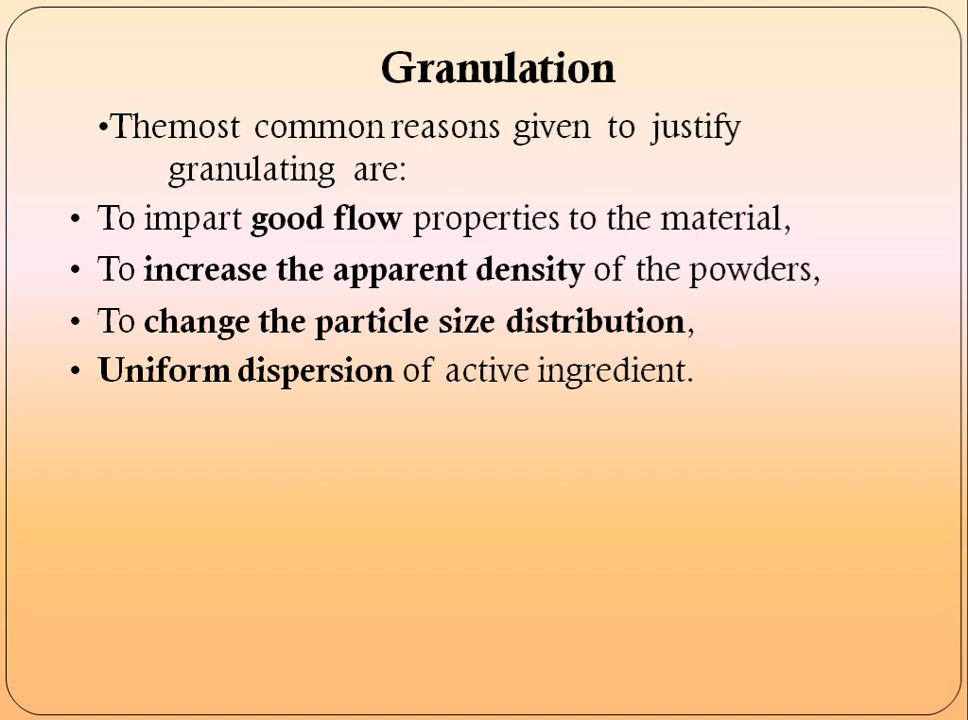 Granulation
•Themost common reasons given to justify
granulating are:
• To impart good flow properties to the material,
• To increase the apparent density of the powders,
• To change the particle size distribution,
• Uniform dispersion of active ingredient.